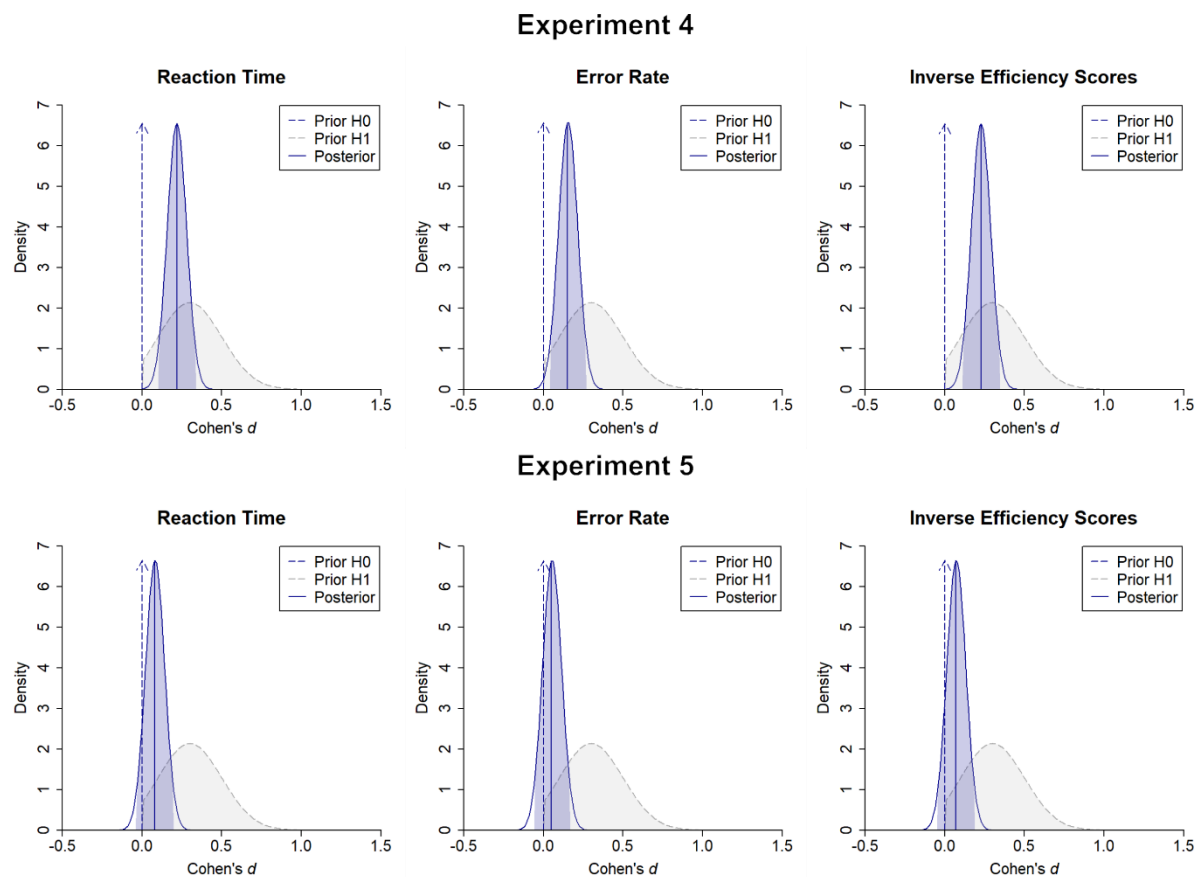 Experiment 4
Reaction Time
7
6
5
4
3
2
1
0
Density
Prior H0
Prior H1
Posterior
-0.5 0.0 0.5 1.0 1.5
Cohen's d
Error Rate
7
6
5
4
3
2
1
0
Density
Prior H0
Prior H1
Posterior
-0.5 0.0 0.5 1.0 1.5
Cohen's d
Inverse Efficiency Scores
7
6
5
4
3
2
1
0
Density
Prior H0
Prior H1
Posterior
-0.5 0.0 0.5 1.0 1.5
Cohen's d
Experiment 5
Reaction Time
7
6
5
4
3
2
1
0
Density
Prior H0
Prior H1
Posterior
-0.5 0.0 0.5 1.0 1.5
Cohen's d
Error Rate
7
6
5
4
3
2
1
0
Density
Prior H0
Prior H1
Posterior
-0.5 0.0 0.5 1.0 1.5
Cohen's d
Inverse Efficiency Scores
7
6
5
4
3
2
1
0
Density
Prior H0
Prior H1
Posterior
-0.5 0.0 0.5 1.0 1.5
Cohen's d